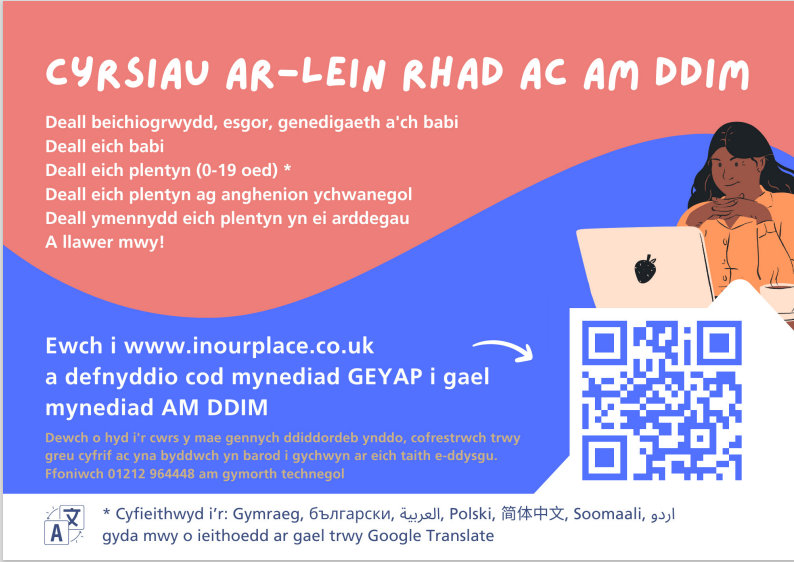 CYRSIAU AR-LEIN RHAD AC AM DDIM
Deall beichiogrwydd, esgor, genedigaeth a'ch babi
Deall eich babi
Deall eich plentyn (0-19 oed) *
Deall eich plentyn ag anghenion ychwanegol
Deall ymennydd eich plentyn yn ei arddegau
A llawer mwy!
Ewch i www.inourplace.co.uk
a defnyddio cod mynediad GEYAP i gael
mynediad AM DDIM
Dewch o hyd i'r cwrs y mae gennych ddiddordeb ynddo, cofrestrwch trwy
greu cyfrif ac yna byddwch yn barod i gychwyn ar eich taith e-ddysgu.
Ffoniwch 01212 964448 am gymorth technegol
文
A
* Cyfieithwyd i'r: Gymraeg, български, العربية, Polski, 简体中文, Soomaali, اردو
gyda mwy o ieithoedd ar gael trwy Google Translate